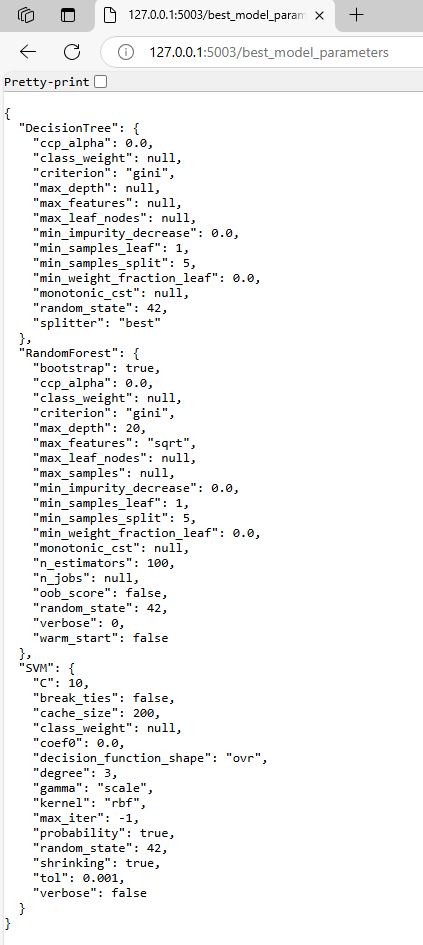 127.0.0.1:5003/best_model_param
127.0.0.1:5003/best_model_parameters
Pretty-print
{
  "DecisionTree": {
    "ccp_alpha": 0.0,
    "class_weight": null,
    "criterion": "gini",
    "max_depth": null,
    "max_features": null,
    "max_leaf_nodes": null,
    "min_impurity_decrease": 0.0,
    "min_samples_leaf": 1,
    "min_samples_split": 5,
    "min_weight_fraction_leaf": 0.0,
    "monotonic_cst": null,
    "random_state": 42,
    "splitter": "best"
  },
  "RandomForest": {
    "bootstrap": true,
    "ccp_alpha": 0.0,
    "class_weight": null,
    "criterion": "gini",
    "max_depth": 20,
    "max_features": "sqrt",
    "max_leaf_nodes": null,
    "max_samples": null,
    "min_impurity_decrease": 0.0,
    "min_samples_leaf": 1,
    "min_samples_split": 5,
    "min_weight_fraction_leaf": 0.0,
    "monotonic_cst": null,
    "n_estimators": 100,
    "n_jobs": null,
    "oob_score": false,
    "random_state": 42,
    "verbose": 0,
    "warm_start": false
  },
  "SVM": {
    "C": 10,
    "break_ties": false,
    "cache_size": 200,
    "class_weight": null,
    "coef0": 0.0,
    "decision_function_shape": "ovr",
    "degree": 3,
    "gamma": "scale",
    "kernel": "rbf",
    "max_iter": -1,
    "probability": true,
    "random_state": 42,
    "shrinking": true,
    "tol": 0.001,
    "verbose": false
  }
}